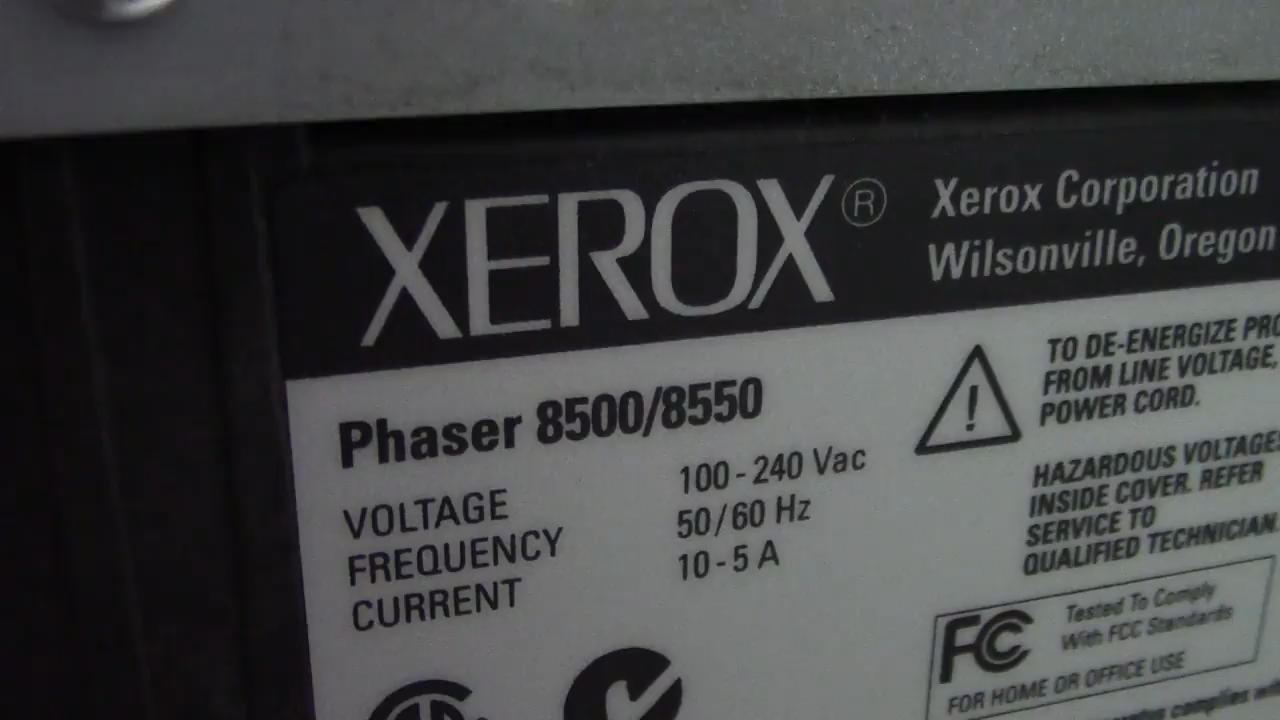 XEROX®
Xerox Corporation
Wilsonville, Oregon
Phaser 8500/8550
VOLTAGE 100-240 Vac
FREQUENCY 50/60 Hz
CURRENT 10-5 A
!
TO DE-ENERGIZE
FROM LINE VOLTAGE,
POWER CORD.
HAZARDOUS VOLTAGES
INSIDE COVER. REFER
SERVICE TO
QUALIFIED TECHNICIAN.
FC
Tested To Comply
With FCC Standards
FOR HOME OR OFFICE USE
complies